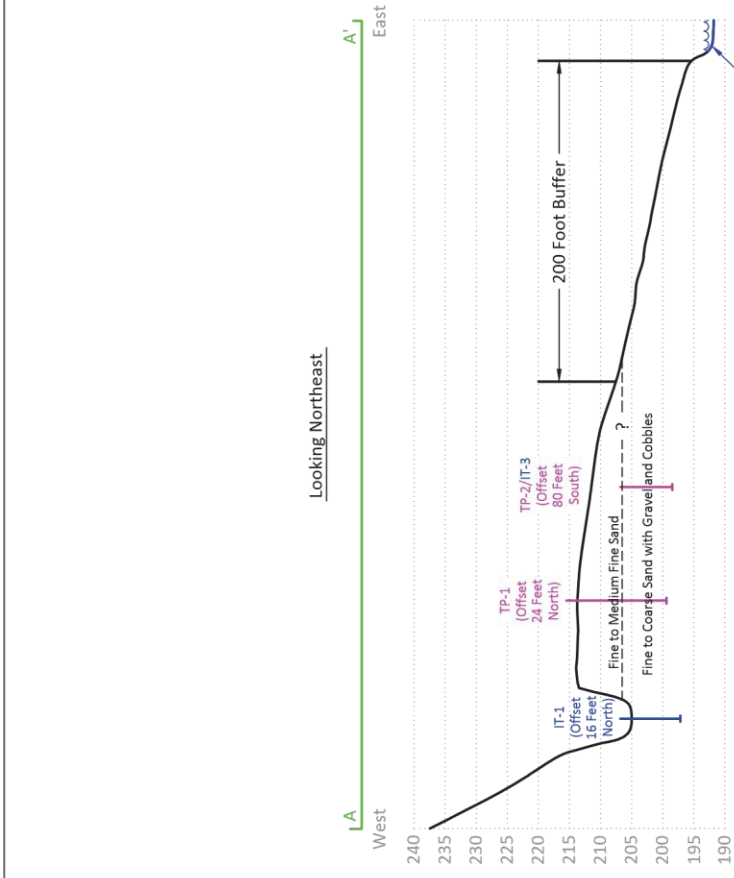 Looking Northeast
A
A'
West
East
240
235
230
225
220
215
210
205
200
195
190
IT-1
(Offset
16 Feet
North)
TP-1
(Offset
24 Feet
North)
TP-2/IT-3
(Offset
80 Feet
South)
200 Foot Buffer
Fine to Medium Fine Sand
?
Fine to Coarse Sand with Gravel and Cobbles